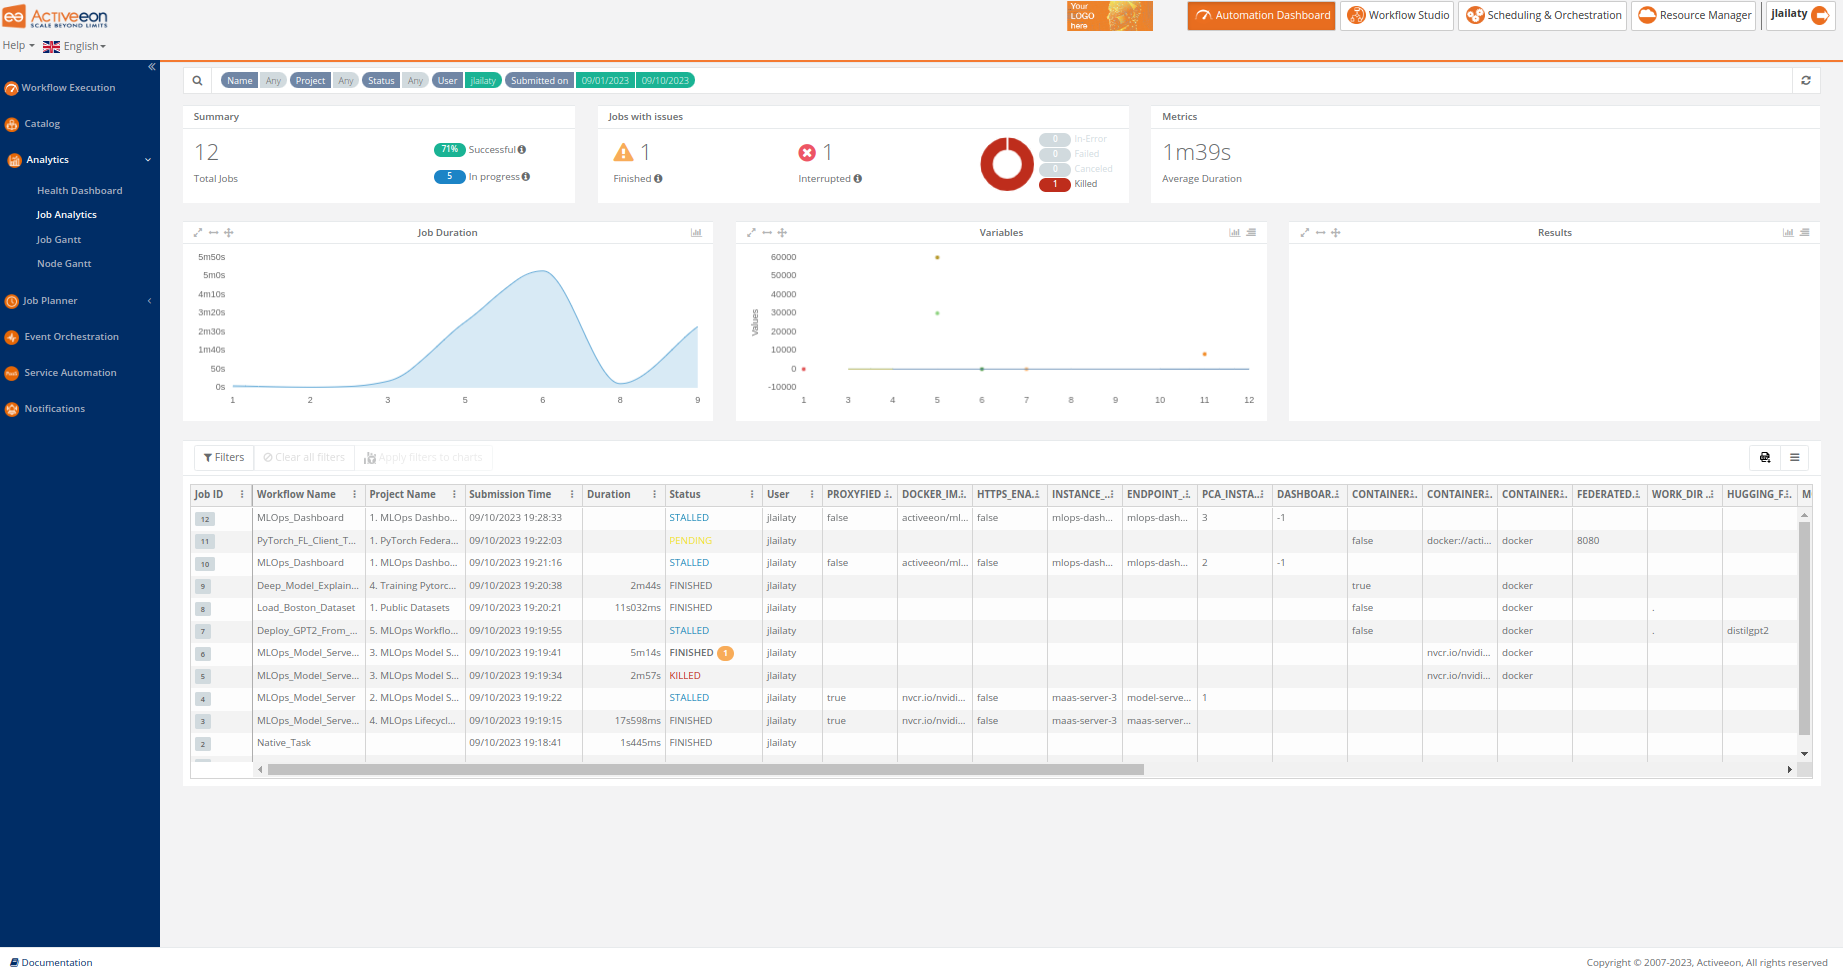 Activeeon
SCALE BEYOND LIMITS
Your
LOGO
here
Automation Dashboard
Workflow Studio
Scheduling & Orchestration
Resource Manager
jlailaty
Help
English
Workflow Execution
Catalog
Analytics
Health Dashboard
Job Analytics
Job Gantt
Node Gantt
Job Planner
Event Orchestration
Service Automation
Notifications
Name Any Project Any Status Any User jlailaty Submitted on 09/01/2023 09/10/2023
Summary
12
Total Jobs
71% Successful
5 In progress
Jobs with issues
1
Finished
1
Interrupted
0 In-Error
0 Failed
0 Canceled
1 Killed
Metrics
1m39s
Average Duration
Job Duration
5m50s
5m0s
4m10s
3m20s
2m30s
1m40s
50s
0s
1 2 3 5 6 8 9
Variables
Values
60000
50000
40000
30000
20000
10000
0
-10000
1 3 4 5 6 7 8 9 10 11 12
Results
Filters
Clear all filters
Apply filters to charts
Job ID Workflow Name Project Name Submission Time Duration Status User PROXYFIED ... DOCKER_IM... HTTPS_ENA... INSTANCE_... ENDPOINT_... PCA_INSTA... DASHBOAR... CONTAINER... CONTAINER... CONTAINER... FEDERATED... WORK_DIR ... HUGGING_F... M
12 MLOps_Dashboard 1. MLOps Dashbo... 09/10/2023 19:28:33 STALLED jlailaty false activeeon/ml... false mlops-dash... mlops-dash... 3 -1
11 PyTorch_FL_Client_T... 1. PyTorch Federa... 09/10/2023 19:22:03 PENDING jlailaty false docker://acti... docker 8080
10 MLOps_Dashboard 1. MLOps Dashbo... 09/10/2023 19:21:16 STALLED jlailaty false activeeon/ml... false mlops-dash... mlops-dash... 2 -1
9 Deep_Model_Explain... 4. Training Pytorc... 09/10/2023 19:20:38 2m44s FINISHED jlailaty true docker
8 Load_Boston_Dataset 1. Public Datasets 09/10/2023 19:20:21 11s032ms FINISHED jlailaty false docker .
7 Deploy_GPT2_From_... 5. MLOps Workflo... 09/10/2023 19:19:55 STALLED jlailaty false docker . distilgpt2
6 MLOps_Model_Serve... 3. MLOps Model S... 09/10/2023 19:19:41 5m14s FINISHED 1 jlailaty nvcr.io/nvidi... docker
5 MLOps_Model_Serve... 3. MLOps Model S... 09/10/2023 19:19:34 2m57s KILLED jlailaty nvcr.io/nvidi... docker
4 MLOps_Model_Server 2. MLOps Model S... 09/10/2023 19:19:22 STALLED jlailaty true nvcr.io/nvidi... false maas-server-3 model-serve... 1
3 MLOps_Model_Serve... 4. MLOps Lifecycl... 09/10/2023 19:19:15 17s598ms FINISHED jlailaty true nvcr.io/nvidi... false maas-server-3 maas-server...
2 Native_Task 09/10/2023 19:18:41 1s445ms FINISHED jlailaty
Documentation
Copyright © 2007-2023, Activeeon, All rights reserved